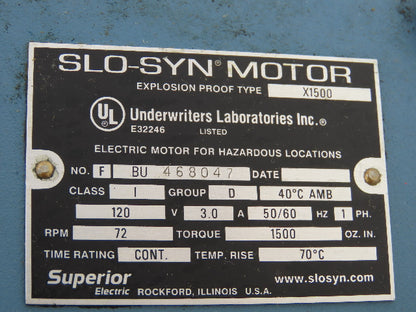 SLO-SYN® MOTOR
EXPLOSION PROOF TYPE X1500
UL Underwriters Laboratories Inc.®
E32246 LISTED
ELECTRIC MOTOR FOR HAZARDOUS LOCATIONS
NO. F BU 468047 DATE
CLASS I GROUP D 40°C AMB
120 V 3.0 A 50/60 HZ 1 PH.
RPM 72 TORQUE 1500 OZ. IN.
TIME RATING CONT. TEMP. RISE 70°C
Superior www.slosyn.com
Electric ROCKFORD, ILLINOIS U.S.A.